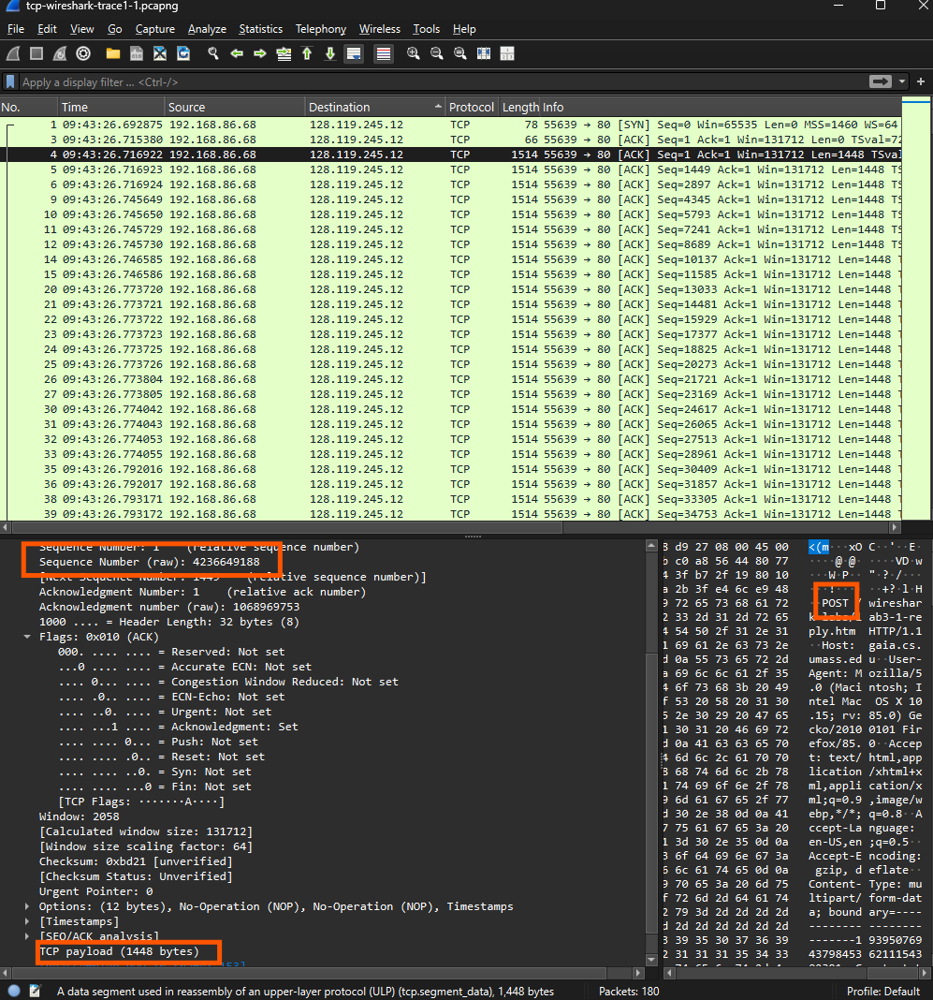 tcp-wireshark-trace1-1.pcapng
File Edit View Go Capture Analyze Statistics Telephony Wireless Tools Help
Apply a display filter ... <Ctrl-/>
No. Time Source Destination Protocol Length Info
1 09:43:26.692875 192.168.86.68 128.119.245.12 TCP 78 55639 → 80 [SYN] Seq=0 Win=65535 Len=0 MSS=1460 WS=64
3 09:43:26.715380 192.168.86.68 128.119.245.12 TCP 66 55639 → 80 [ACK] Seq=1 Ack=1 Win=131712 Len=0 TSval=72
4 09:43:26.716922 192.168.86.68 128.119.245.12 TCP 1514 55639 → 80 [ACK] Seq=1 Ack=1 Win=131712 Len=1448 TSval
5 09:43:26.716923 192.168.86.68 128.119.245.12 TCP 1514 55639 → 80 [ACK] Seq=1449 Ack=1 Win=131712 Len=1448 TS
6 09:43:26.716924 192.168.86.68 128.119.245.12 TCP 1514 55639 → 80 [ACK] Seq=2897 Ack=1 Win=131712 Len=1448 TS
9 09:43:26.745649 192.168.86.68 128.119.245.12 TCP 1514 55639 → 80 [ACK] Seq=4345 Ack=1 Win=131712 Len=1448 TS
10 09:43:26.745650 192.168.86.68 128.119.245.12 TCP 1514 55639 → 80 [ACK] Seq=5793 Ack=1 Win=131712 Len=1448 TS
11 09:43:26.745729 192.168.86.68 128.119.245.12 TCP 1514 55639 → 80 [ACK] Seq=7241 Ack=1 Win=131712 Len=1448 TS
12 09:43:26.745730 192.168.86.68 128.119.245.12 TCP 1514 55639 → 80 [ACK] Seq=8689 Ack=1 Win=131712 Len=1448 TS
14 09:43:26.746585 192.168.86.68 128.119.245.12 TCP 1514 55639 → 80 [ACK] Seq=10137 Ack=1 Win=131712 Len=1448 T
15 09:43:26.746586 192.168.86.68 128.119.245.12 TCP 1514 55639 → 80 [ACK] Seq=11585 Ack=1 Win=131712 Len=1448 T
20 09:43:26.773720 192.168.86.68 128.119.245.12 TCP 1514 55639 → 80 [ACK] Seq=13033 Ack=1 Win=131712 Len=1448 T
21 09:43:26.773721 192.168.86.68 128.119.245.12 TCP 1514 55639 → 80 [ACK] Seq=14481 Ack=1 Win=131712 Len=1448 T
22 09:43:26.773722 192.168.86.68 128.119.245.12 TCP 1514 55639 → 80 [ACK] Seq=15929 Ack=1 Win=131712 Len=1448 T
23 09:43:26.773723 192.168.86.68 128.119.245.12 TCP 1514 55639 → 80 [ACK] Seq=17377 Ack=1 Win=131712 Len=1448 T
24 09:43:26.773725 192.168.86.68 128.119.245.12 TCP 1514 55639 → 80 [ACK] Seq=18825 Ack=1 Win=131712 Len=1448 T
25 09:43:26.773726 192.168.86.68 128.119.245.12 TCP 1514 55639 → 80 [ACK] Seq=20273 Ack=1 Win=131712 Len=1448 T
26 09:43:26.773804 192.168.86.68 128.119.245.12 TCP 1514 55639 → 80 [ACK] Seq=21721 Ack=1 Win=131712 Len=1448 T
27 09:43:26.773805 192.168.86.68 128.119.245.12 TCP 1514 55639 → 80 [ACK] Seq=23169 Ack=1 Win=131712 Len=1448 T
30 09:43:26.774042 192.168.86.68 128.119.245.12 TCP 1514 55639 → 80 [ACK] Seq=24617 Ack=1 Win=131712 Len=1448 T
31 09:43:26.774043 192.168.86.68 128.119.245.12 TCP 1514 55639 → 80 [ACK] Seq=26065 Ack=1 Win=131712 Len=1448 T
32 09:43:26.774053 192.168.86.68 128.119.245.12 TCP 1514 55639 → 80 [ACK] Seq=27513 Ack=1 Win=131712 Len=1448 T
33 09:43:26.774055 192.168.86.68 128.119.245.12 TCP 1514 55639 → 80 [ACK] Seq=28961 Ack=1 Win=131712 Len=1448 T
35 09:43:26.792016 192.168.86.68 128.119.245.12 TCP 1514 55639 → 80 [ACK] Seq=30409 Ack=1 Win=131712 Len=1448 T
36 09:43:26.792017 192.168.86.68 128.119.245.12 TCP 1514 55639 → 80 [ACK] Seq=31857 Ack=1 Win=131712 Len=1448 T
38 09:43:26.793171 192.168.86.68 128.119.245.12 TCP 1514 55639 → 80 [ACK] Seq=33305 Ack=1 Win=131712 Len=1448 T
39 09:43:26.793172 192.168.86.68 128.119.245.12 TCP 1514 55639 → 80 [ACK] Seq=34753 Ack=1 Win=131712 Len=1448 T
Sequence Number: 1 (relative sequence number)
Sequence Number (raw): 4236649188
[Next Sequence Number: 1449 (relative sequence number)]
Acknowledgment Number: 1 (relative ack number)
Acknowledgment number (raw): 1068969753
1000 .... = Header Length: 32 bytes (8)
Flags: 0x010 (ACK)
000. .... .... = Reserved: Not set
...0 .... .... = Accurate ECN: Not set
.... 0... .... = Congestion Window Reduced: Not set
.... .0.. .... = ECN-Echo: Not set
.... ..0. .... = Urgent: Not set
.... ...1 .... = Acknowledgment: Set
.... .... 0... = Push: Not set
.... .... .0.. = Reset: Not set
.... .... ..0. = Syn: Not set
.... .... ...0 = Fin: Not set
[TCP Flags: ·······A····]
Window: 2058
[Calculated window size: 131712]
[Window size scaling factor: 64]
Checksum: 0xbd21 [unverified]
[Checksum Status: Unverified]
Urgent Pointer: 0
Options: (12 bytes), No-Operation (NOP), No-Operation (NOP), Timestamps
[Timestamps]
[SEQ/ACK analysis]
TCP payload (1448 bytes)
8 d9 27 08 00 45 00 <(m···xO C··'··E·
b c0 a8 56 44 80 77
4 3f b7 2f 19 80 10
a 2b 3f e4 6c e9 48
9 72 65 73 68 61 72 ··POST / wireshar
2 33 2d 31 2d 72 65 k-labs/l ab3-1-re
4 54 50 2f 31 2e 31 ply.htm HTTP/1.1
1 69 61 2e 63 73 2e ··Host: gaia.cs.
d 0a 55 73 65 72 2d umass.ed u··User-
a 69 6c 6c 61 2f 35 Agent: M ozilla/5
4 6f 73 68 3b 20 49 .0 (Maci ntosh; I
f 53 20 58 20 31 30 ntel Mac OS X 10
5 2e 30 29 20 47 65 .15; rv: 85.0) Ge
1 30 31 20 46 69 72 cko/2010 0101 Fir
d 0a 41 63 63 65 70 efox/85. 0··Accep
4 6d 6c 2c 61 70 70 t: text/ html,app
8 68 74 6d 6c 2b 78 lication /xhtml+x
1 74 69 6f 6e 2f 78 ml,appli cation/x
9 6d 61 67 65 2f 77 ml;q=0.9 ,image/w
d 30 2e 38 0d 0a 41 ebp,*/*; q=0.8··A
7 75 61 67 65 3a 20 ccept-La nguage:
1 3d 30 2e 35 0d 0a en-US,en ;q=0.5··
3 6f 64 69 6e 67 3a Accept-E ncoding:
6 6c 61 74 65 0d 0a gzip, d eflate··
9 70 65 3a 20 6d 75 Content- Type: mu
f 72 6d 2d 64 61 74 ltipart/ form-dat
2 79 3d 2d 2d 2d 2d a; bound ary=----
d 2d 2d 2d 2d 2d 2d -------- --------
3 39 35 30 37 36 39 -------1 93950769
2 31 31 31 35 34 33 43798453 62111543
A data segment used in reassembly of an upper-layer protocol (ULP) (tcp.segment_data), 1,448 bytes Packets: 180 Profile: Default